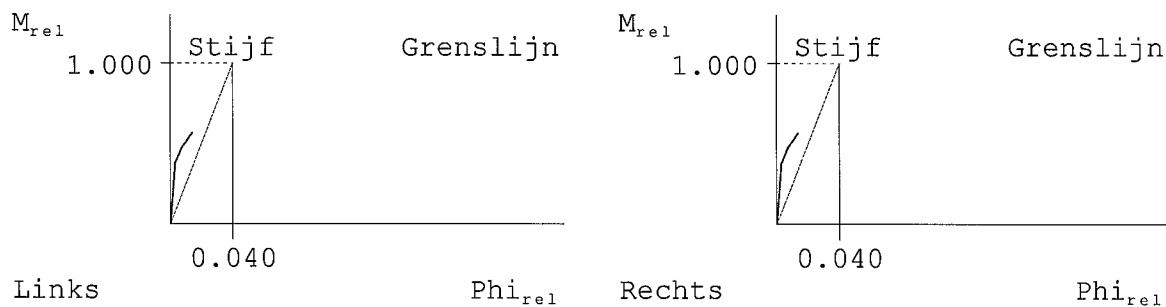 M_rel
Stijf Grenslijn
1.000
0.040
Links Phi_rel
M_rel
Stijf Grenslijn
1.000
0.040
Rechts Phi_rel